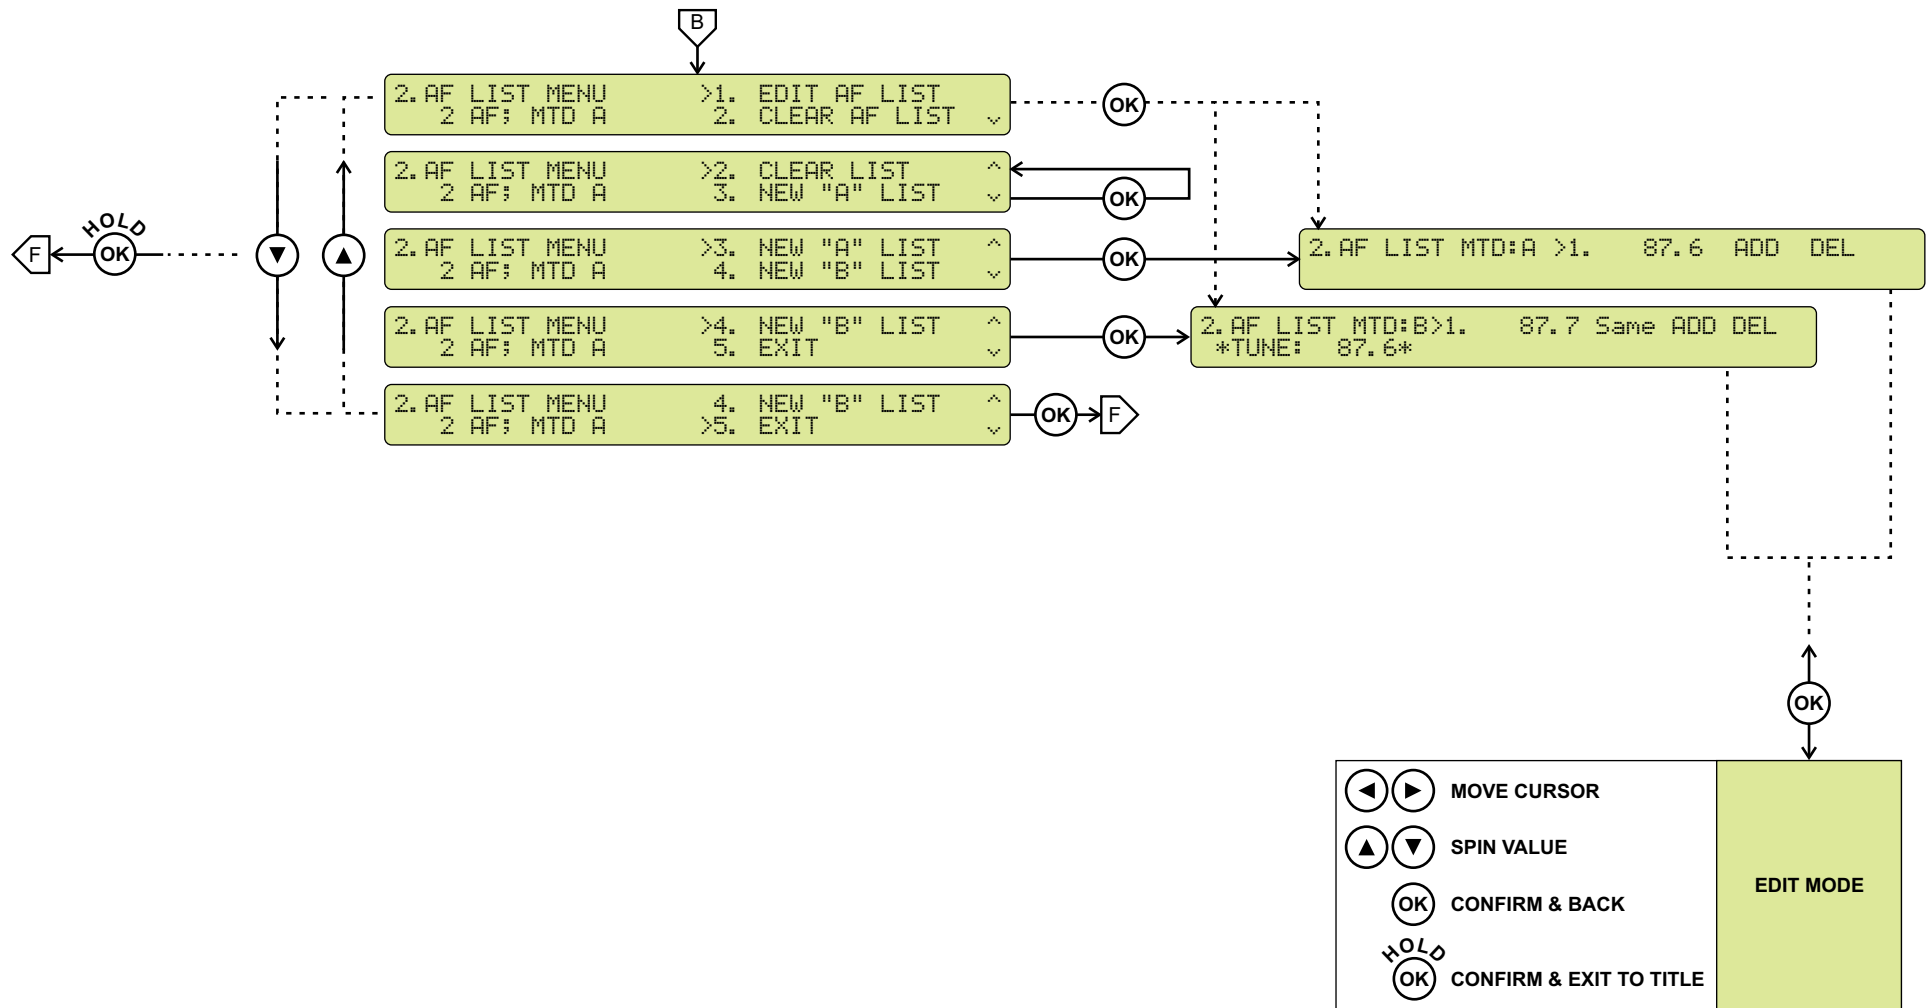 B
2.AF LIST MENU >1. EDIT AF LIST
2 AF; MTD A 2. CLEAR AF LIST
OK
2.AF LIST MENU >2. CLEAR LIST
2 AF; MTD A 3. NEW "A" LIST
OK
HOLD
F OK
2.AF LIST MENU >3. NEW "A" LIST
2 AF; MTD A 4. NEW "B" LIST
OK
2.AF LIST MTD:A >1. 87.6 ADD DEL
2.AF LIST MENU >4. NEW "B" LIST
2 AF; MTD A 5. EXIT
OK
2.AF LIST MTD:B>1. 87.7 Same ADD DEL
*TUNE: 87.6*
2.AF LIST MENU 4. NEW "B" LIST
2 AF; MTD A >5. EXIT
OK F
OK
MOVE CURSOR
SPIN VALUE
OK CONFIRM & BACK
HOLD
OK CONFIRM & EXIT TO TITLE
EDIT MODE